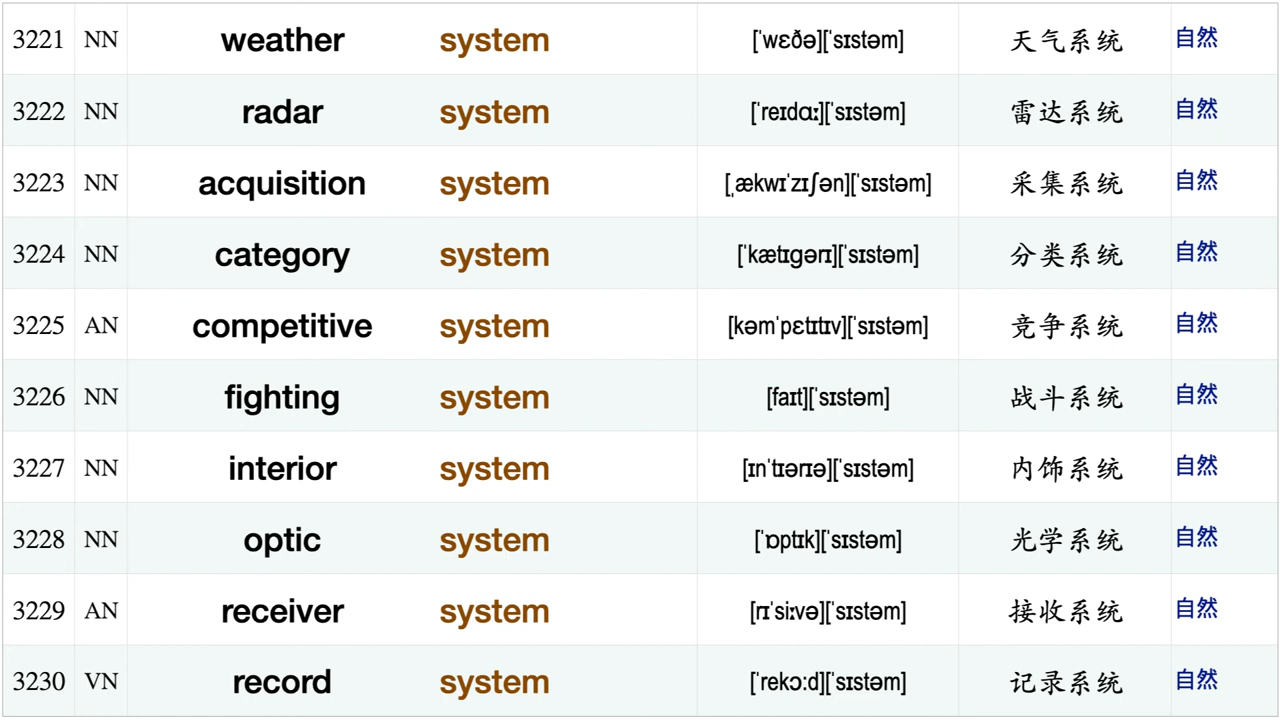 3221 NN weather system [ˈwɛðə][ˈsɪstəm] 天气系统 自然
3222 NN radar system [ˈreɪdɑː][ˈsɪstəm] 雷达系统 自然
3223 NN acquisition system [ˌækwɪˈzɪʃən][ˈsɪstəm] 采集系统 自然
3224 NN category system [ˈkætɪɡərɪ][ˈsɪstəm] 分类系统 自然
3225 AN competitive system [kəmˈpɛtɪtɪv][ˈsɪstəm] 竞争系统 自然
3226 NN fighting system [faɪt][ˈsɪstəm] 战斗系统 自然
3227 NN interior system [ɪnˈtɪərɪə][ˈsɪstəm] 内饰系统 自然
3228 NN optic system [ˈɒptɪk][ˈsɪstəm] 光学系统 自然
3229 AN receiver system [rɪˈsiːvə][ˈsɪstəm] 接收系统 自然
3230 VN record system [ˈrekɔːd][ˈsɪstəm] 记录系统 自然